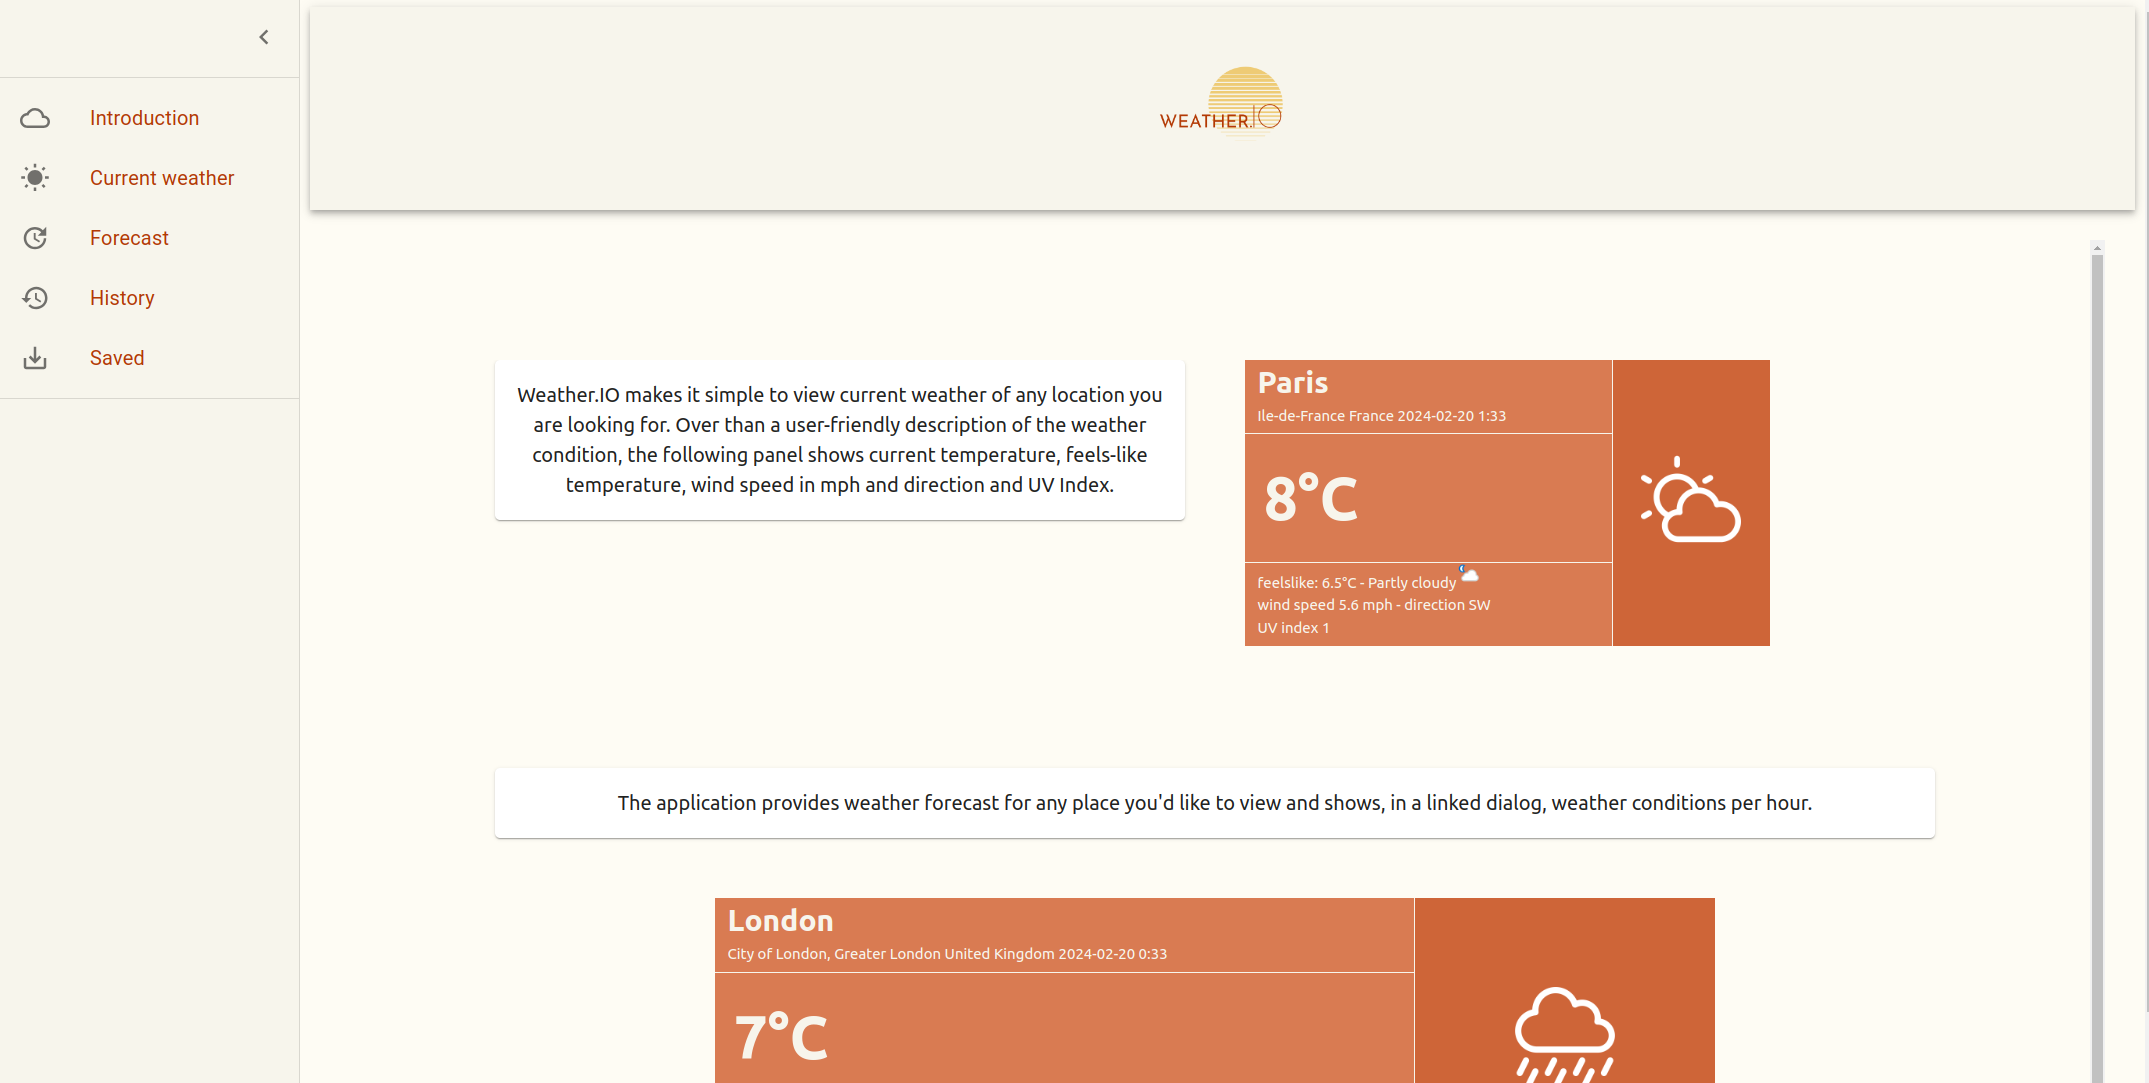 WEATHER.IO
Introduction
Current weather
Forecast
History
Saved
Weather.IO makes it simple to view current weather of any location you
are looking for. Over than a user-friendly description of the weather
condition, the following panel shows current temperature, feels-like
temperature, wind speed in mph and direction and UV Index.
Paris
Ile-de-France France 2024-02-20 1:33
8°C
feelslike: 6.5°C - Partly cloudy
wind speed 5.6 mph - direction SW
UV index 1
The application provides weather forecast for any place you'd like to view and shows, in a linked dialog, weather conditions per hour.
London
City of London, Greater London United Kingdom 2024-02-20 0:33
7°C